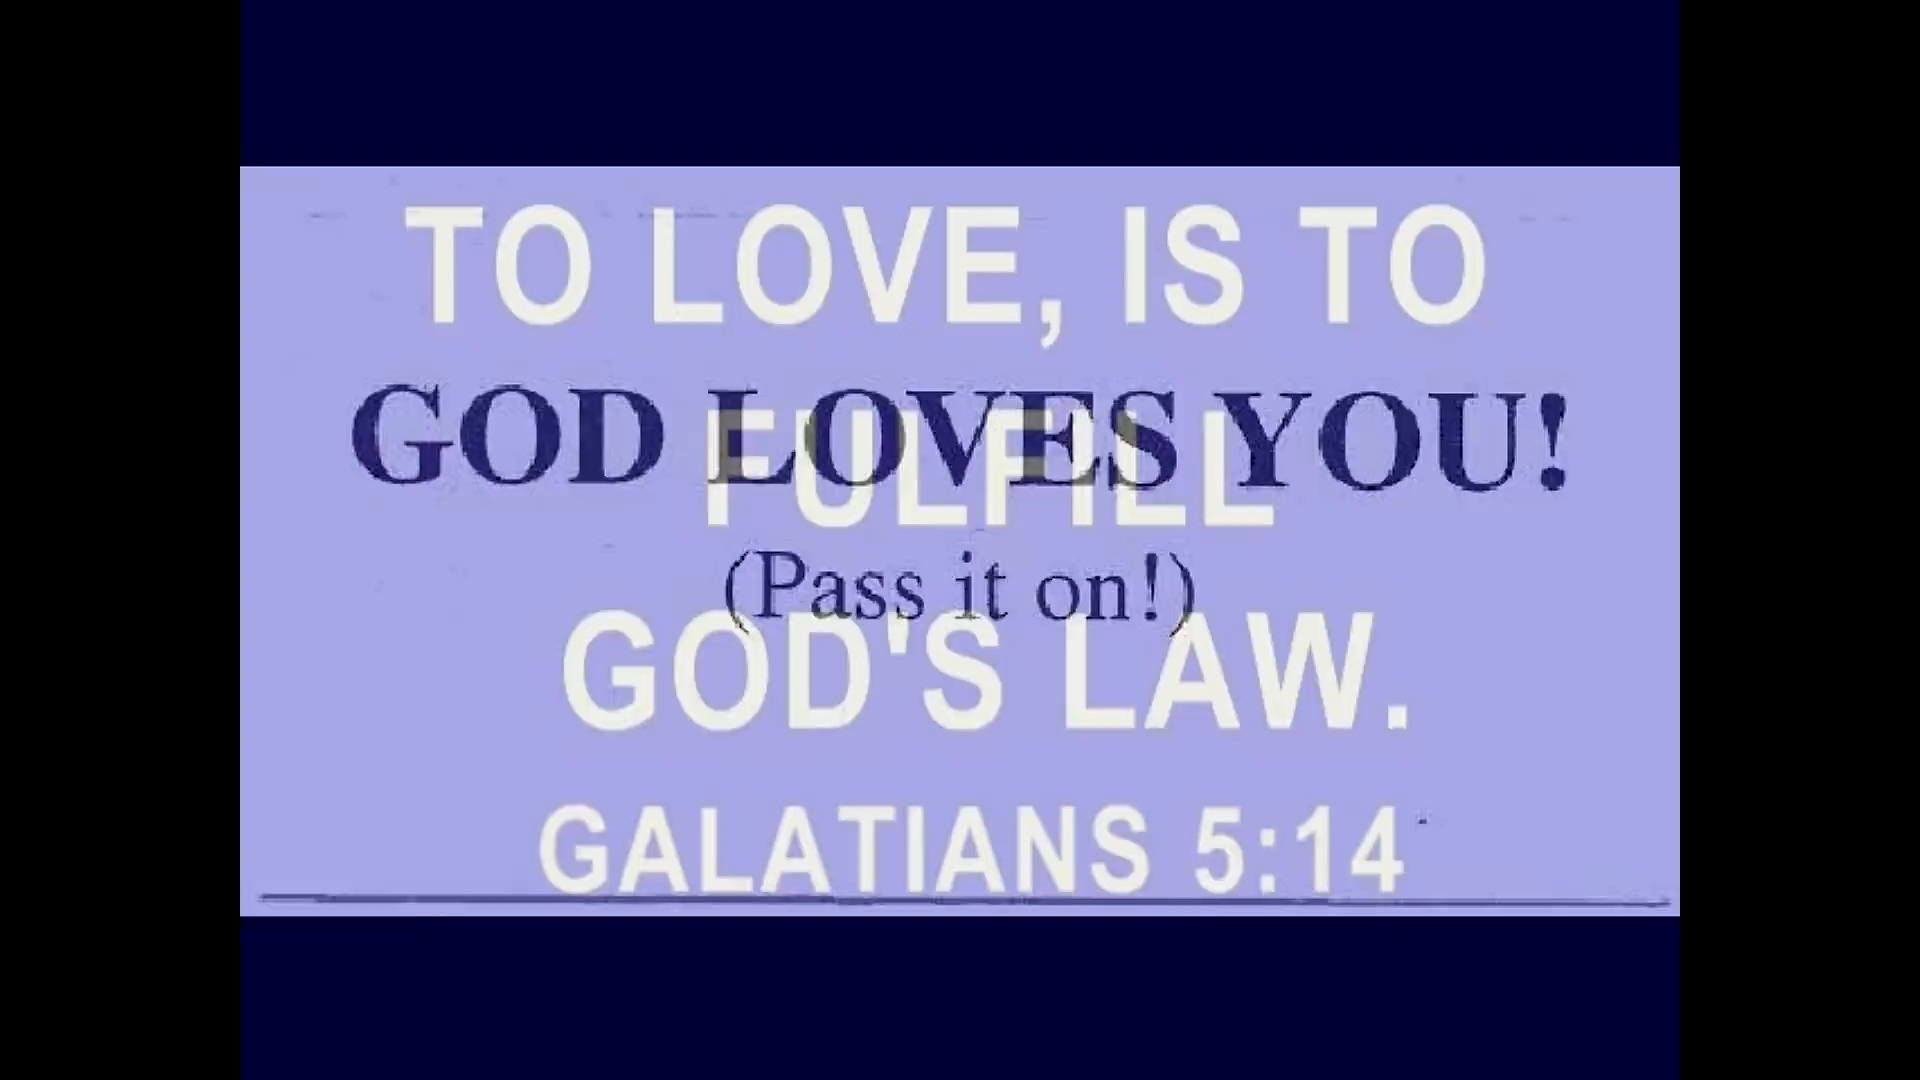 TO LOVE, IS TO
GOD LOVES YOU!
FULFILL
(Pass it on!)
GOD'S LAW.
GALATIANS 5:14